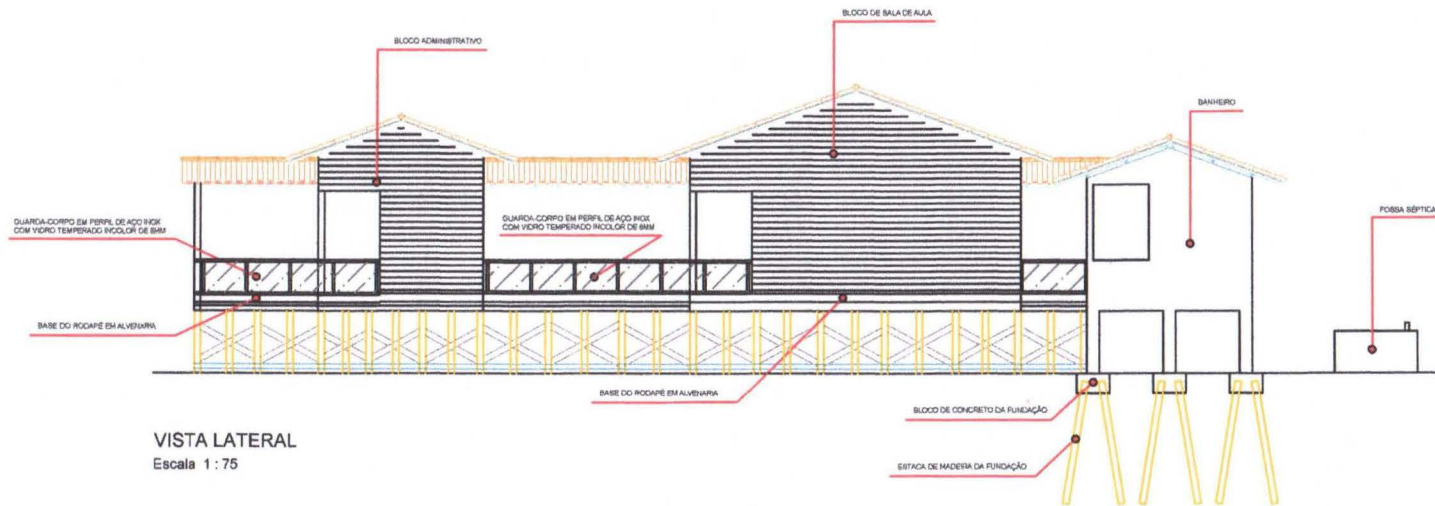 BLOCO DE SALA DE AULA
BLOCO ADMINISTRATIVO
BANHEIRO
FOSSA SÉPTICA
GUARDA-CORPO EM PERFIL DE AÇO INOX
COM VIDRO TEMPERADO INCOLOR DE 8MM
GUARDA-CORPO EM PERFIL DE AÇO INOX
COM VIDRO TEMPERADO INCOLOR DE 6MM
BASE DO RODAPÉ EM ALVENARIA
BASE DO RODAPÉ EM ALVENARIA
BLOCO DE CONCRETO DA FUNDAÇÃO
ESTACA DE MADEIRA DA FUNDAÇÃO
VISTA LATERAL
Escala 1 : 75